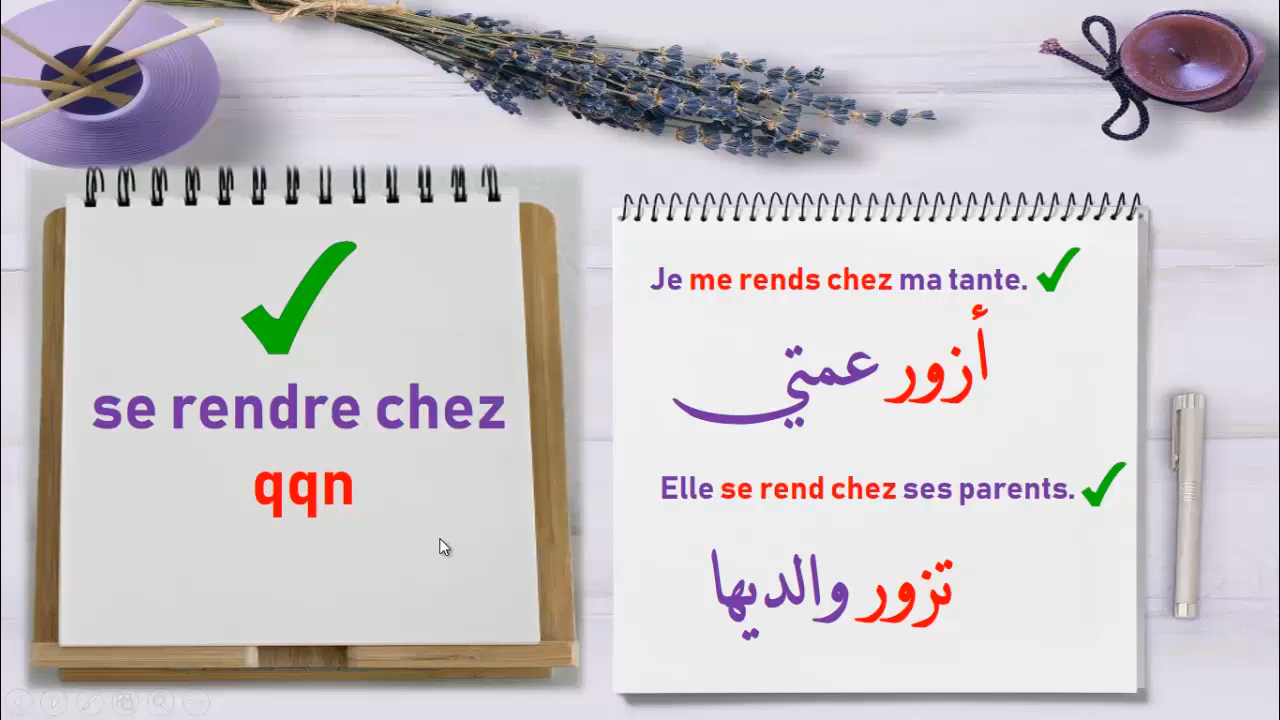 se rendre chez
qqn
Je me rends chez ma tante.
أزور عمتي
Elle se rend chez ses parents.
تزور والديها